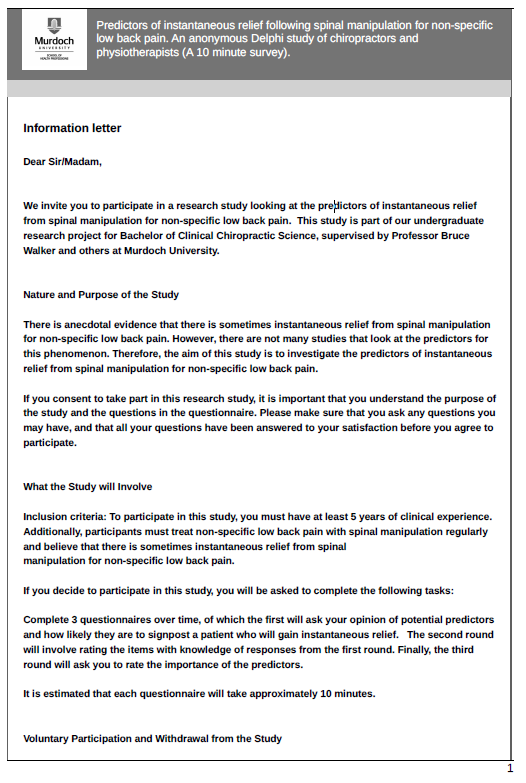 Predictors of instantaneous relief following spinal manipulation for non-specific
low back pain. An anonymous Delphi study of chiropractors and
physiotherapists (A 10 minute survey).
Murdoch
UNIVERSITY
SCHOOL OF
HEALTH PROFESSIONS
Information letter
Dear Sir/Madam,
We invite you to participate in a research study looking at the predictors of instantaneous relief
from spinal manipulation for non-specific low back pain.  This study is part of our undergraduate
research project for Bachelor of Clinical Chiropractic Science, supervised by Professor Bruce
Walker and others at Murdoch University.
Nature and Purpose of the Study
There is anecdotal evidence that there is sometimes instantaneous relief from spinal manipulation
for non-specific low back pain. However, there are not many studies that look at the predictors for
this phenomenon. Therefore, the aim of this study is to investigate the predictors of instantaneous
relief from spinal manipulation for non-specific low back pain.
If you consent to take part in this research study, it is important that you understand the purpose of
the study and the questions in the questionnaire. Please make sure that you ask any questions you
may have, and that all your questions have been answered to your satisfaction before you agree to
participate.
What the Study will Involve
Inclusion criteria: To participate in this study, you must have at least 5 years of clinical experience.
Additionally, participants must treat non-specific low back pain with spinal manipulation regularly
and believe that there is sometimes instantaneous relief from spinal
manipulation for non-specific low back pain.
If you decide to participate in this study, you will be asked to complete the following tasks:
Complete 3 questionnaires over time, of which the first will ask your opinion of potential predictors
and how likely they are to signpost a patient who will gain instantaneous relief.   The second round
will involve rating the items with knowledge of responses from the first round. Finally, the third
round will ask you to rate the importance of the predictors.
It is estimated that each questionnaire will take approximately 10 minutes.
Voluntary Participation and Withdrawal from the Study
1